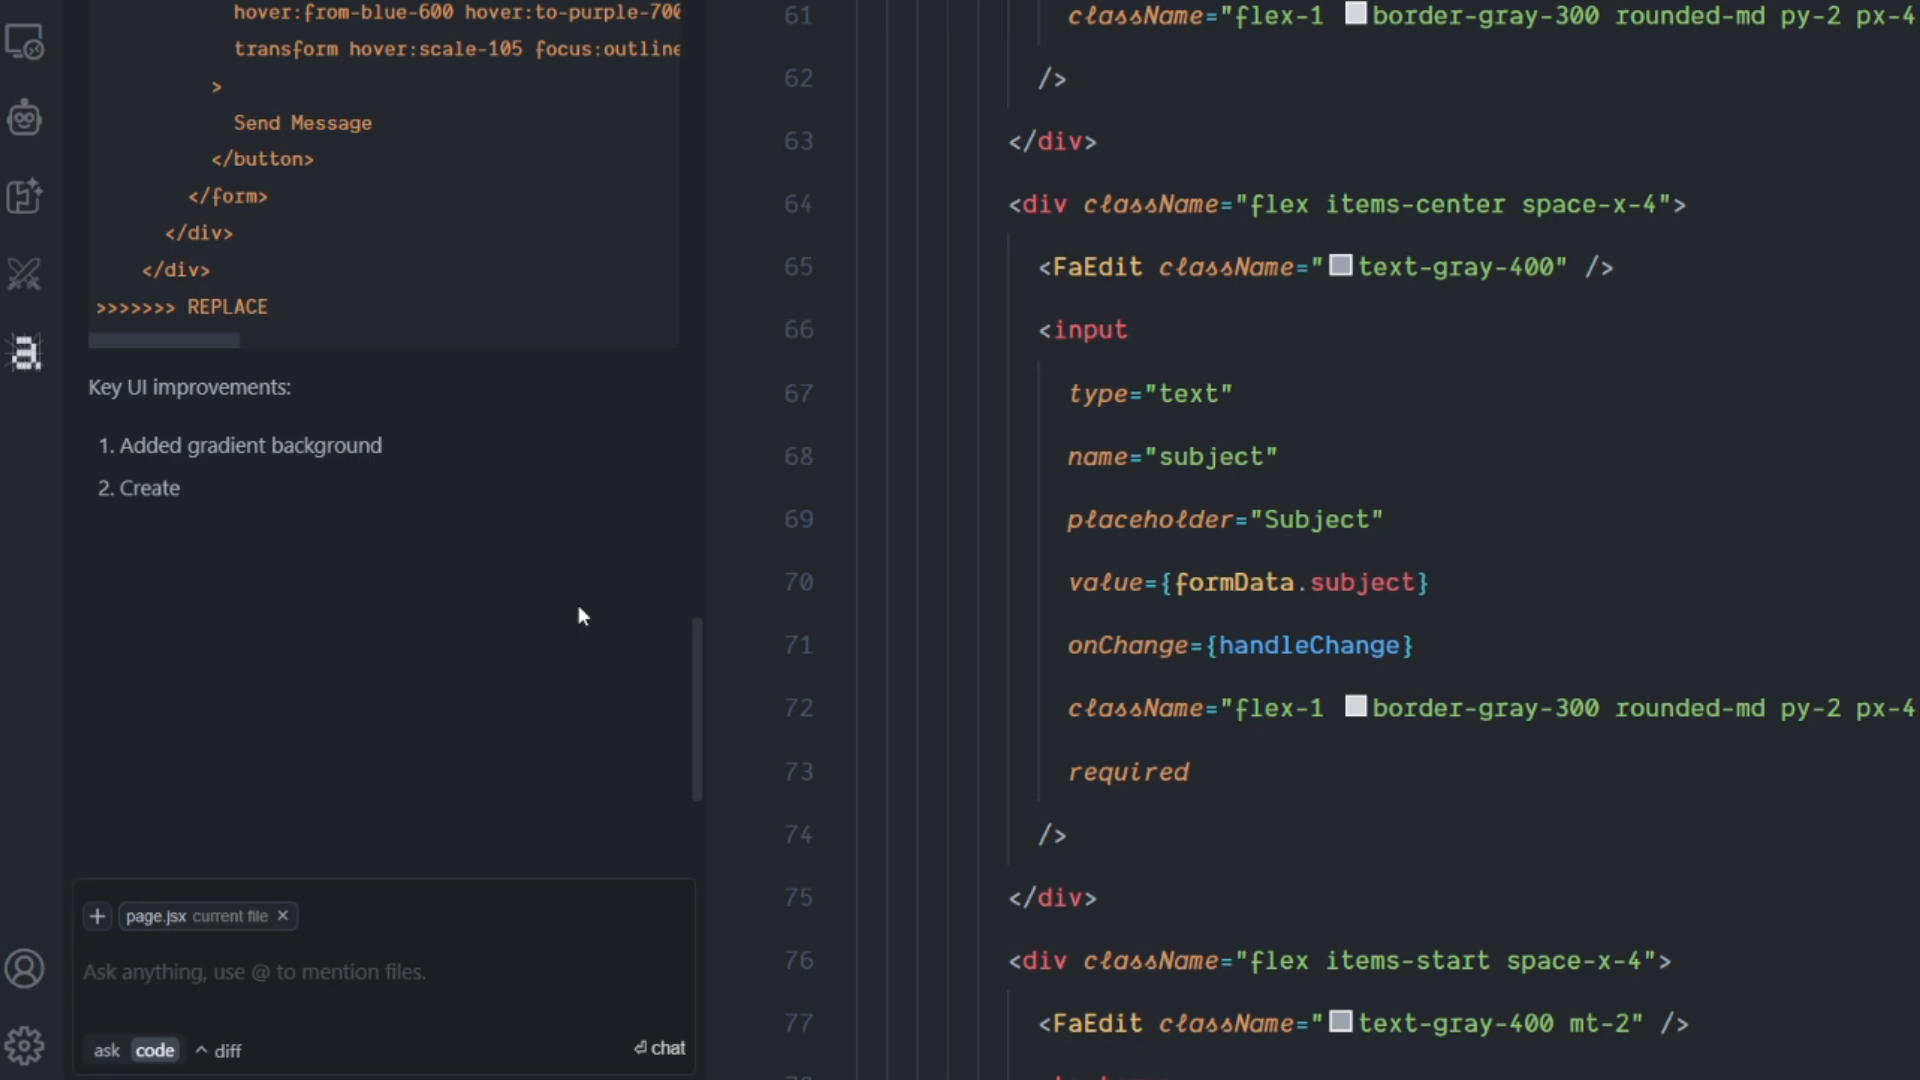 hover:from-blue-600 hover:to-purple-700
transform hover:scale-105 focus:outline
>
Send Message
</button>
</form>
</div>
</div>
>>>>>>> REPLACE
Key UI improvements:
1. Added gradient background
2. Create
+ page.jsx current file ×
Ask anything, use @ to mention files.
ask code ^ diff
⏎ chat
61 className="flex-1 border-gray-300 rounded-md py-2 px-4
62 />
63 </div>
64 <div className="flex items-center space-x-4">
65 <FaEdit className="text-gray-400" />
66 <input
67 type="text"
68 name="subject"
69 placeholder="Subject"
70 value={formData.subject}
71 onChange={handleChange}
72 className="flex-1 border-gray-300 rounded-md py-2 px-4
73 required
74 />
75 </div>
76 <div className="flex items-start space-x-4">
77 <FaEdit className="text-gray-400 mt-2" />